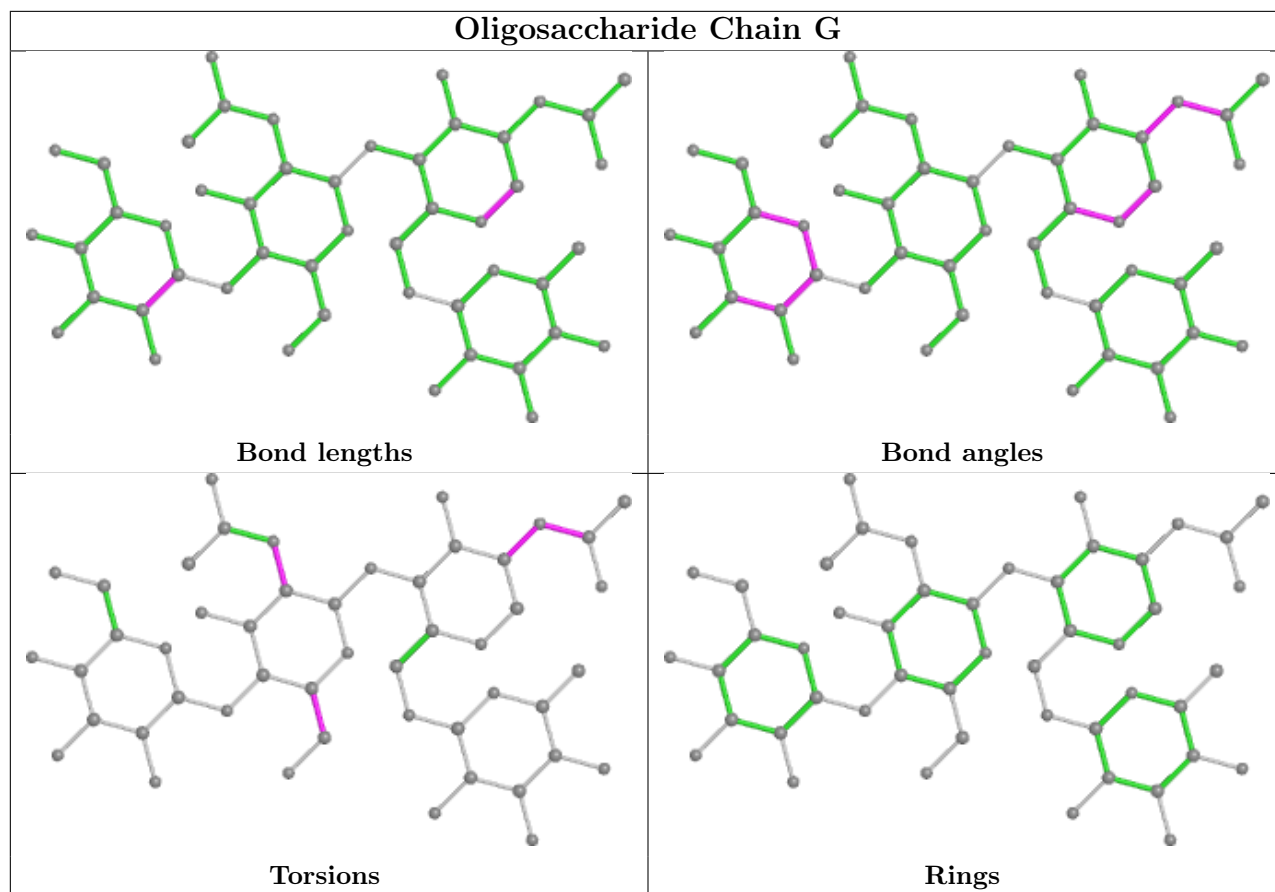 Oligosaccharide Chain G
Bond lengths
Bond angles
Torsions
Rings